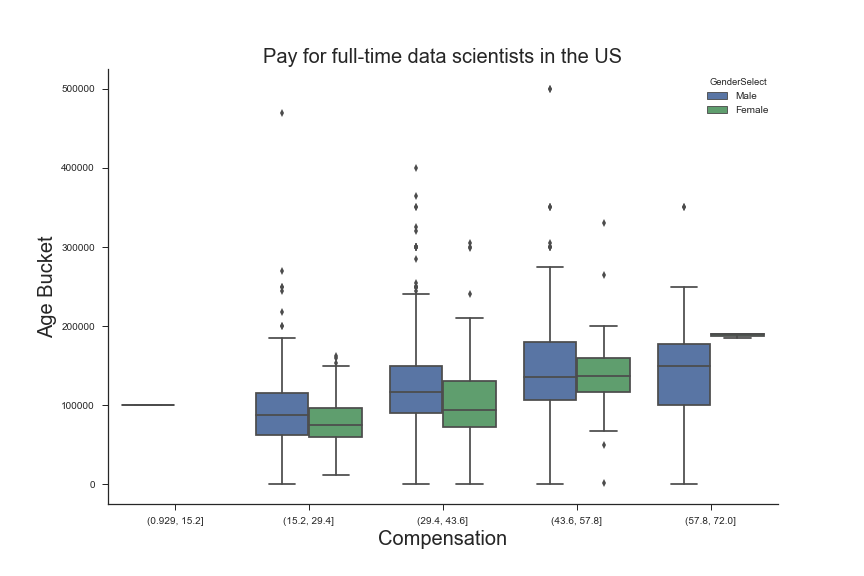 Pay for full-time data scientists in the US
GenderSelect
Male
Female
Age Bucket
500000
400000
300000
200000
100000
0
(0.929, 15.2]
(15.2, 29.4]
(29.4, 43.6]
(43.6, 57.8]
(57.8, 72.0]
Compensation